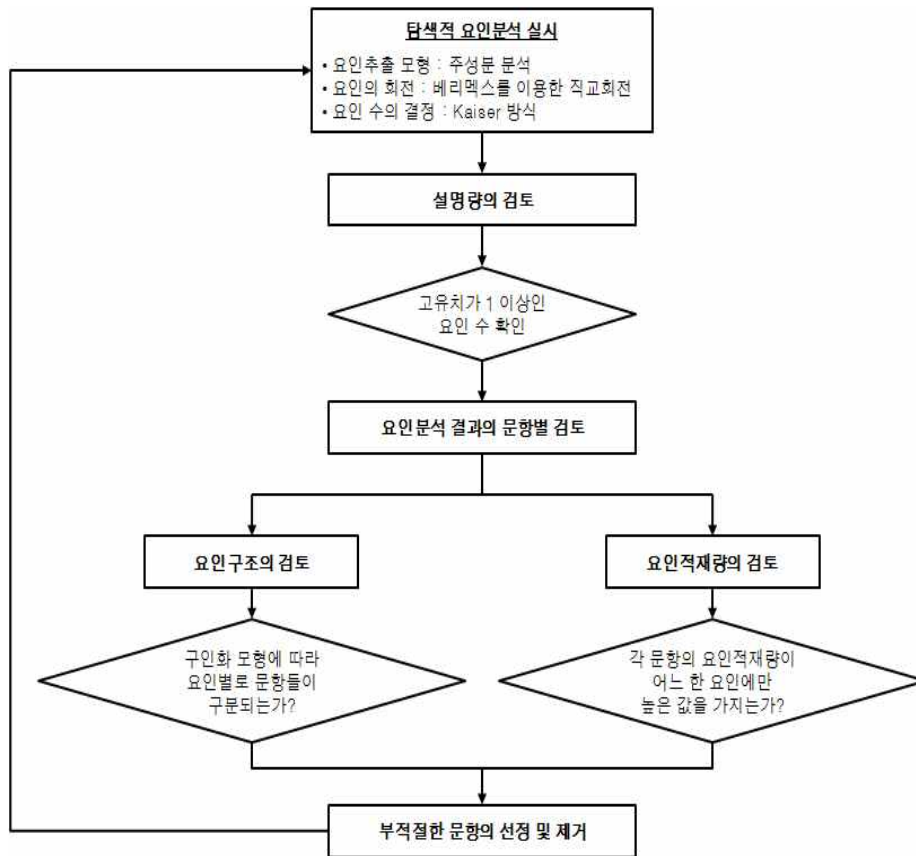 탐색적 요인분석 실시
• 요인추출 모형 : 주성분 분석
• 요인의 회전 : 베리멕스를 이용한 직교회전
• 요인 수의 결정 : Kaiser 방식
설명량의 검토
고유치가 1 이상인
요인 수 확인
요인분석 결과의 문항별 검토
요인구조의 검토
요인적재량의 검토
구인화 모형에 따라
요인별로 문항들이
구분되는가?
각 문항의 요인적재량이
어느 한 요인에만
높은 값을 가지는가?
부적절한 문항의 선정 및 제거